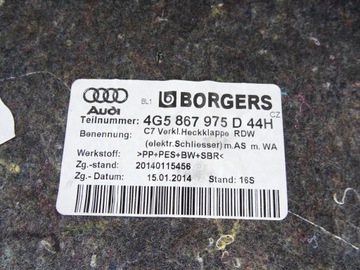 Audi
BL1
BORGERS
CZ
Teilnummer: 4G5 867 975 D 44H
Benennung: C7 Verkl.Heckklappe RDW
(elektr.Schliesser) m.AS m. WA
Werkstoff: >PP+PES+BW+SBR<
Zg.-stand: 20140115456
Zg.- Datum: 15.01.2014 Stand: 16S